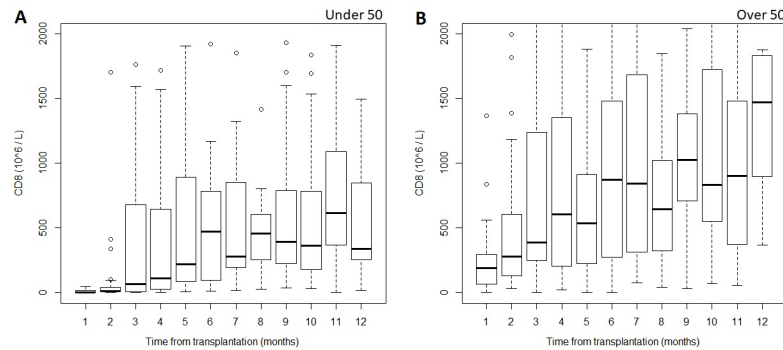 A
Under 50
CD8 (10^6 / L)
2000
1500
1000
500
0
1 2 3 4 5 6 7 8 9 10 11 12
Time from transplantation (months)
B
Over 50
CD8 (10^6 / L)
2000
1500
1000
500
0
1 2 3 4 5 6 7 8 9 10 11 12
Time from transplantation (months)